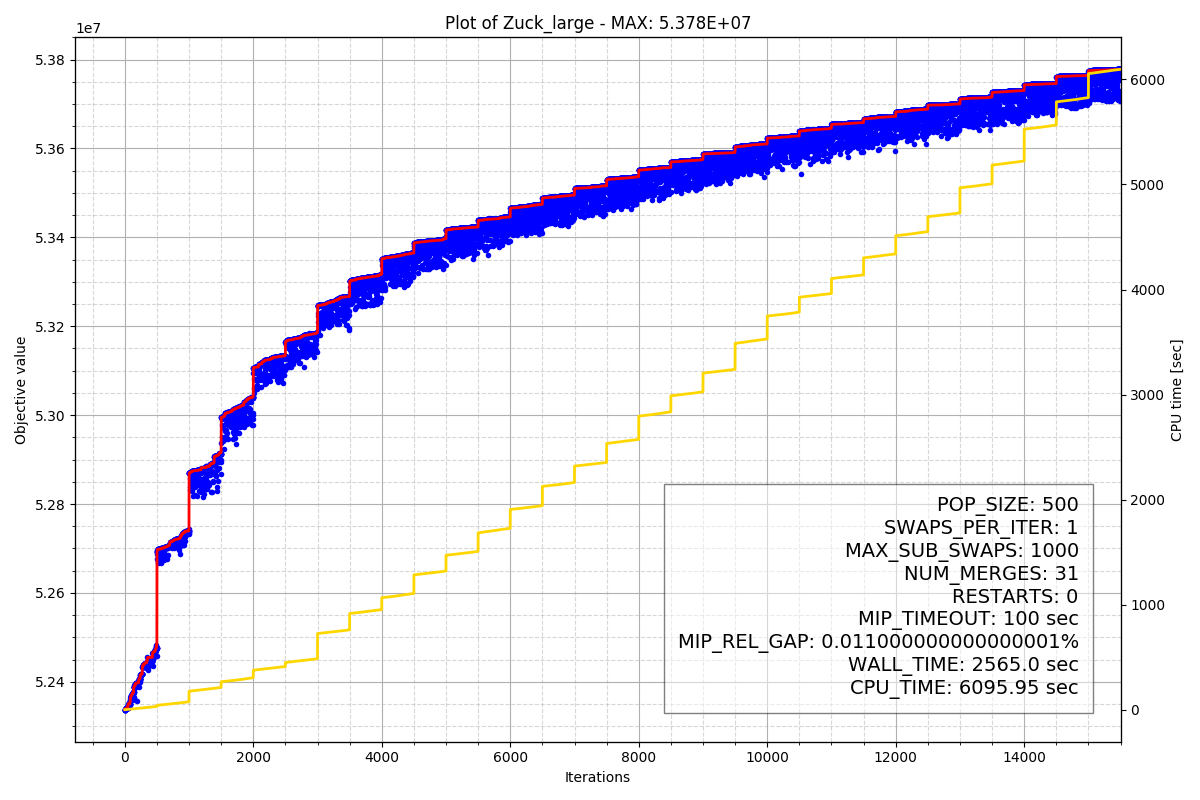 Plot of Zuck_large - MAX: 5.378E+07
1e7
5.38
5.36
5.34
5.32
5.30
5.28
5.26
5.24
Objective value
6000
5000
4000
3000
2000
1000
0
CPU time [sec]
POP_SIZE: 500
SWAPS_PER_ITER: 1
MAX_SUB_SWAPS: 1000
NUM_MERGES: 31
RESTARTS: 0
MIP_TIMEOUT: 100 sec
MIP_REL_GAP: 0.011000000000000001%
WALL_TIME: 2565.0 sec
CPU_TIME: 6095.95 sec
0 2000 4000 6000 8000 10000 12000 14000
Iterations